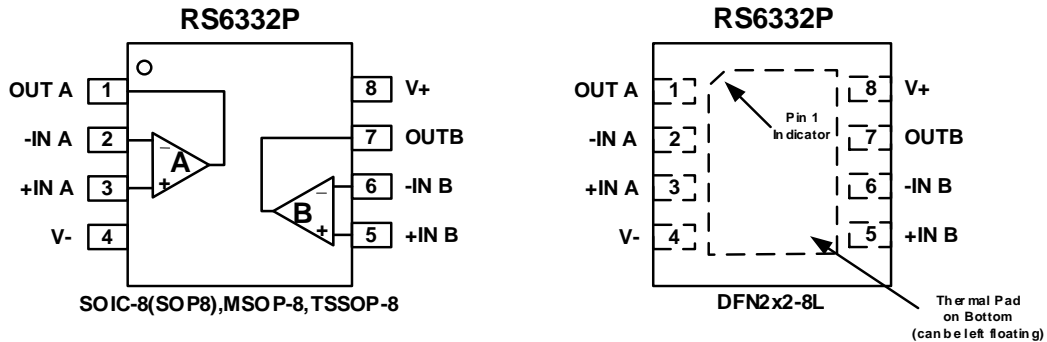 RS6332P
OUT A 1
-IN A 2
+IN A 3
V- 4
8 V+
7 OUTB
6 -IN B
5 +IN B
− A +
− B +
SOIC-8(SOP8),MSOP-8,TSSOP-8
RS6332P
OUT A 1
-IN A 2
+IN A 3
V- 4
Pin 1
Indicator
8 V+
7 OUTB
6 -IN B
5 +IN B
DFN2x2-8L
Thermal Pad
on Bottom
(can be left floating)